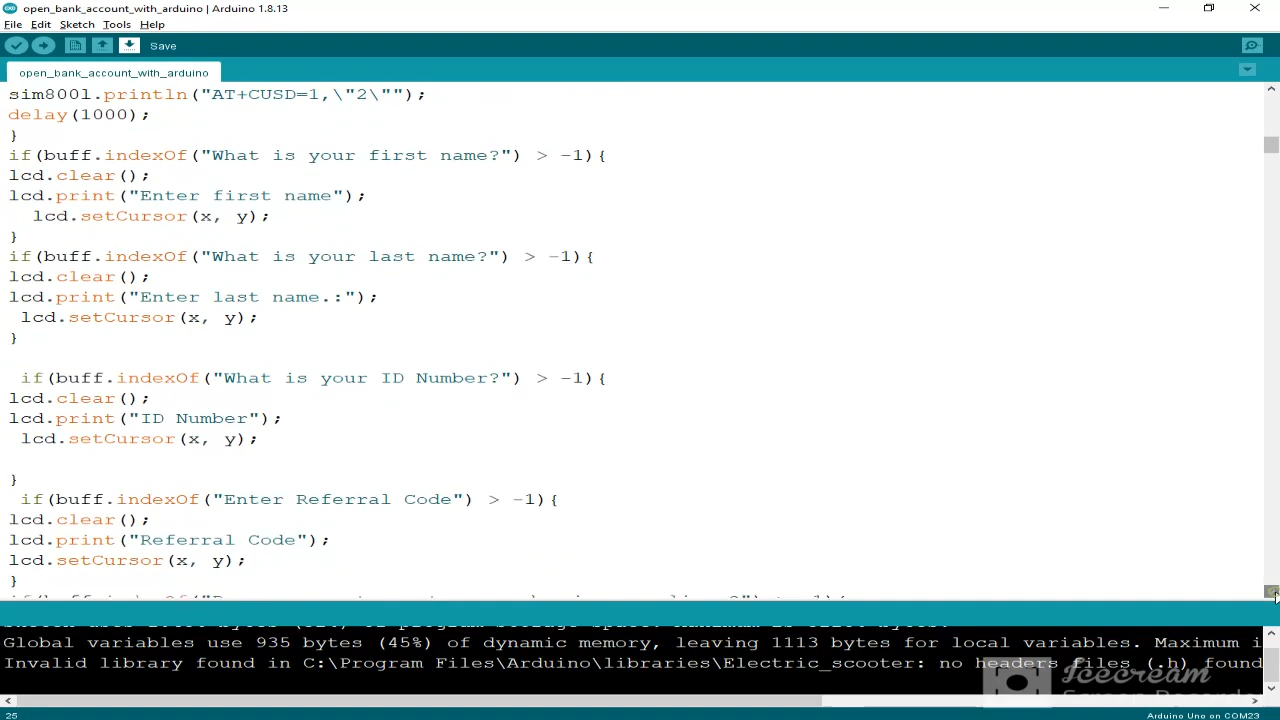 open_bank_account_with_arduino | Arduino 1.8.13
File Edit Sketch Tools Help
Save
open_bank_account_with_arduino
sim800l.println("AT+CUSD=1,\"2\"");
delay(1000);
}
if(buff.indexOf("What is your first name?") > -1){
lcd.clear();
lcd.print("Enter first name");
lcd.setCursor(x, y);
}
if(buff.indexOf("What is your last name?") > -1){
lcd.clear();
lcd.print("Enter last name.:");
lcd.setCursor(x, y);
}
if(buff.indexOf("What is your ID Number?") > -1){
lcd.clear();
lcd.print("ID Number");
lcd.setCursor(x, y);
}
if(buff.indexOf("Enter Referral Code") > -1){
lcd.clear();
lcd.print("Referral Code");
lcd.setCursor(x, y);
}
Global variables use 935 bytes (45%) of dynamic memory, leaving 1113 bytes for local variables. Maximum i
Invalid library found in C:\Program Files\Arduino\libraries\Electric_scooter: no headers files (.h) found
Icecream
Screen Recorder
25
Arduino Uno on COM23